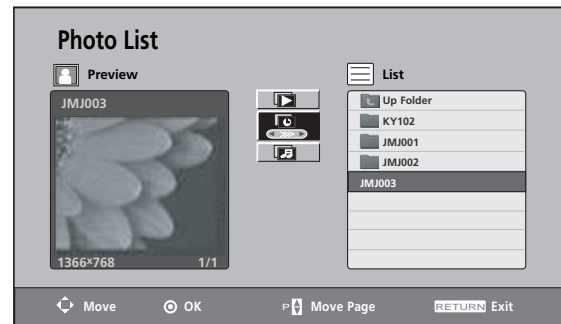 Photo List
Preview
JMJ003
1366×768 1/1
List
Up Folder
KY102
JMJ001
JMJ002
JMJ003
Move OK P Move Page RETURN Exit